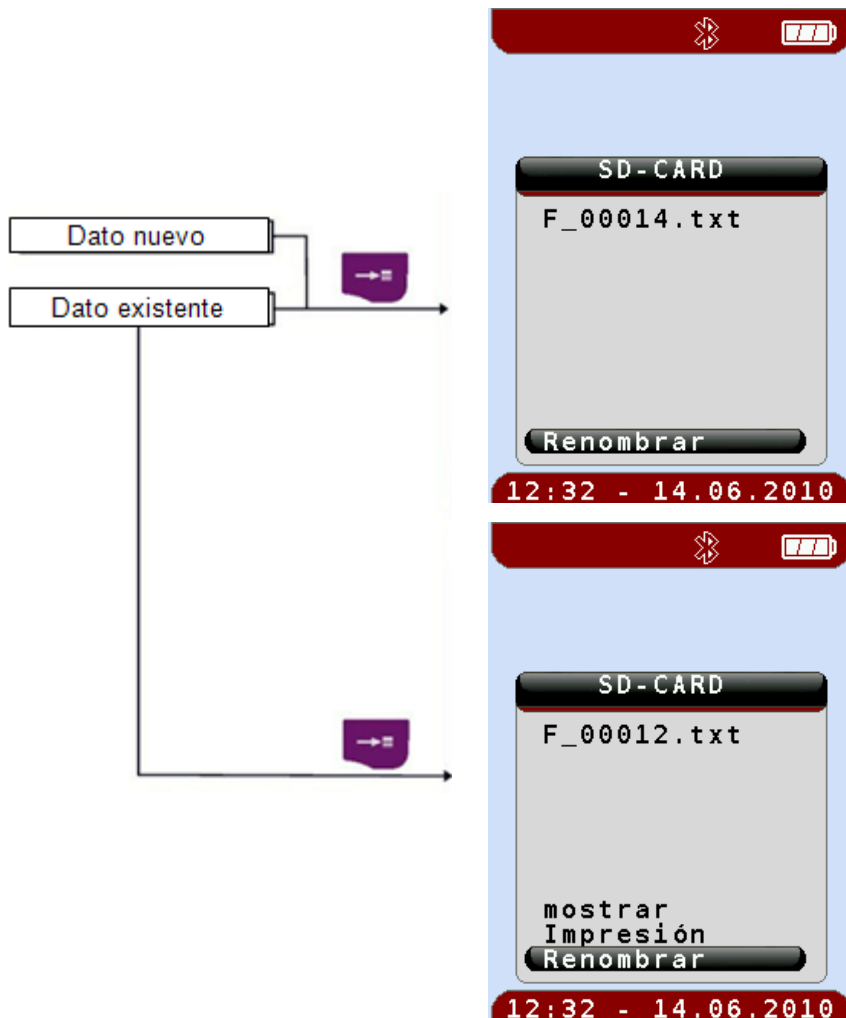 Dato nuevo
Dato existente
SD-CARD
F_00014.txt
Renombrar
12:32 - 14.06.2010
SD-CARD
F_00012.txt
mostrar
Impresión
Renombrar
12:32 - 14.06.2010